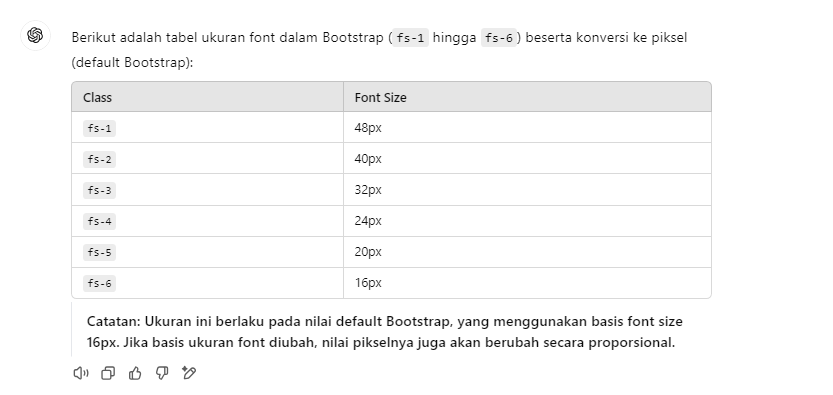 Berikut adalah tabel ukuran font dalam Bootstrap ( fs-1 hingga fs-6 ) beserta konversi ke piksel
(default Bootstrap):
Class Font Size
fs-1 48px
fs-2 40px
fs-3 32px
fs-4 24px
fs-5 20px
fs-6 16px
Catatan: Ukuran ini berlaku pada nilai default Bootstrap, yang menggunakan basis font size
16px. Jika basis ukuran font diubah, nilai pikselnya juga akan berubah secara proporsional.